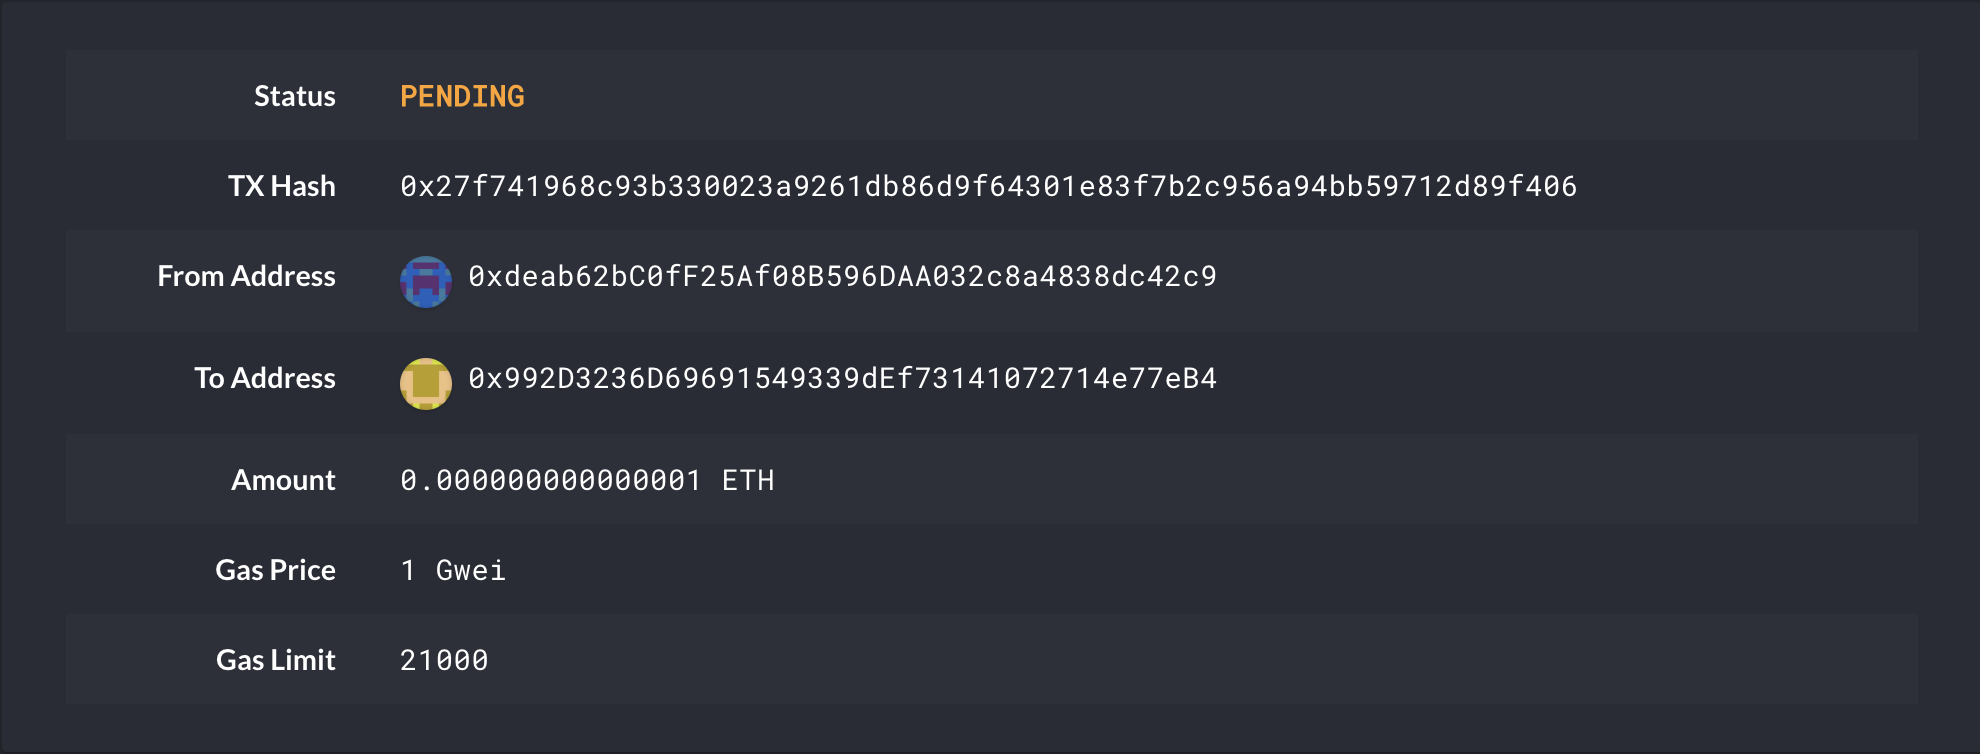 Status PENDING
TX Hash 0x27f741968c93b330023a9261db86d9f64301e83f7b2c956a94bb59712d89f406
From Address 0xdeab62bC0fF25Af08B596DAA032c8a4838dc42c9
To Address 0x992D3236D69691549339dEf73141072714e77eB4
Amount 0.000000000000001 ETH
Gas Price 1 Gwei
Gas Limit 21000